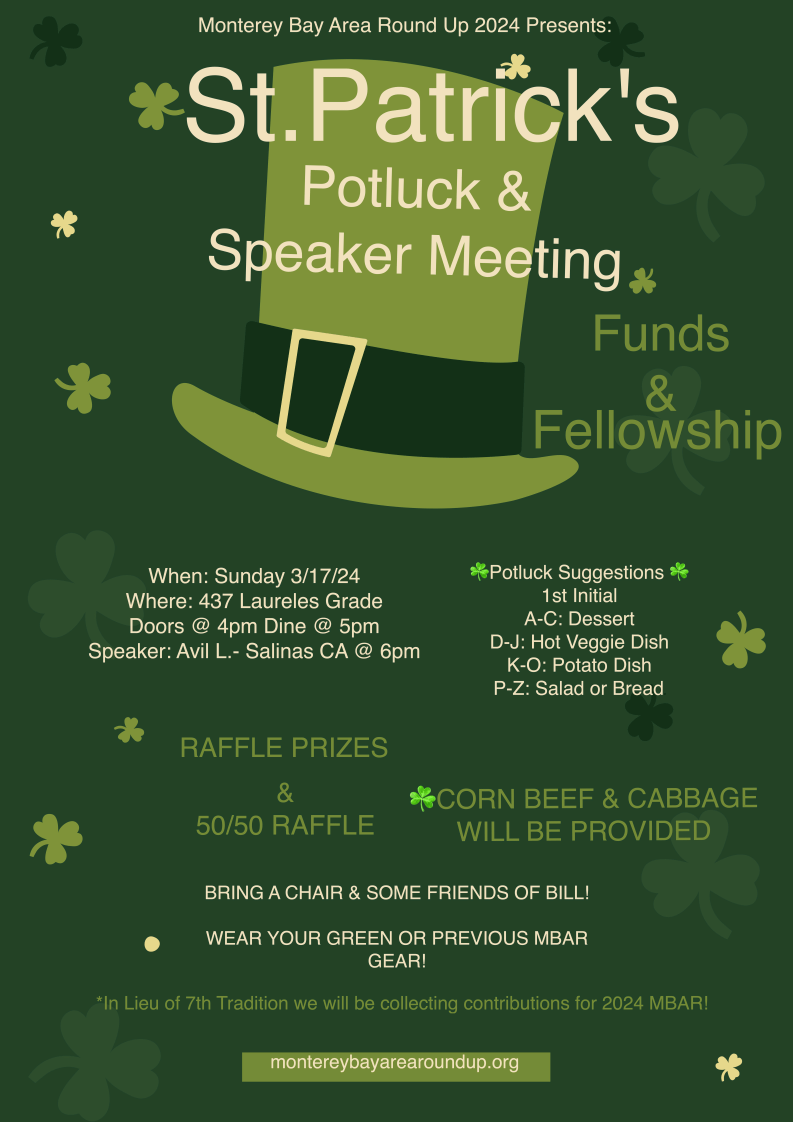 Monterey Bay Area Round Up 2024 Presents:
St.Patrick's
Potluck &
Speaker Meeting
Funds
&
Fellowship
When: Sunday 3/17/24
Where: 437 Laureles Grade
Doors @ 4pm Dine @ 5pm
Speaker: Avil L.- Salinas CA @ 6pm
☘️Potluck Suggestions ☘️
1st Initial
A-C: Dessert
D-J: Hot Veggie Dish
K-O: Potato Dish
P-Z: Salad or Bread
RAFFLE PRIZES
&
50/50 RAFFLE
☘️CORN BEEF & CABBAGE
WILL BE PROVIDED
BRING A CHAIR & SOME FRIENDS OF BILL!
WEAR YOUR GREEN OR PREVIOUS MBAR
GEAR!
*In Lieu of 7th Tradition we will be collecting contributions for 2024 MBAR!
montereybayarearoundup.org